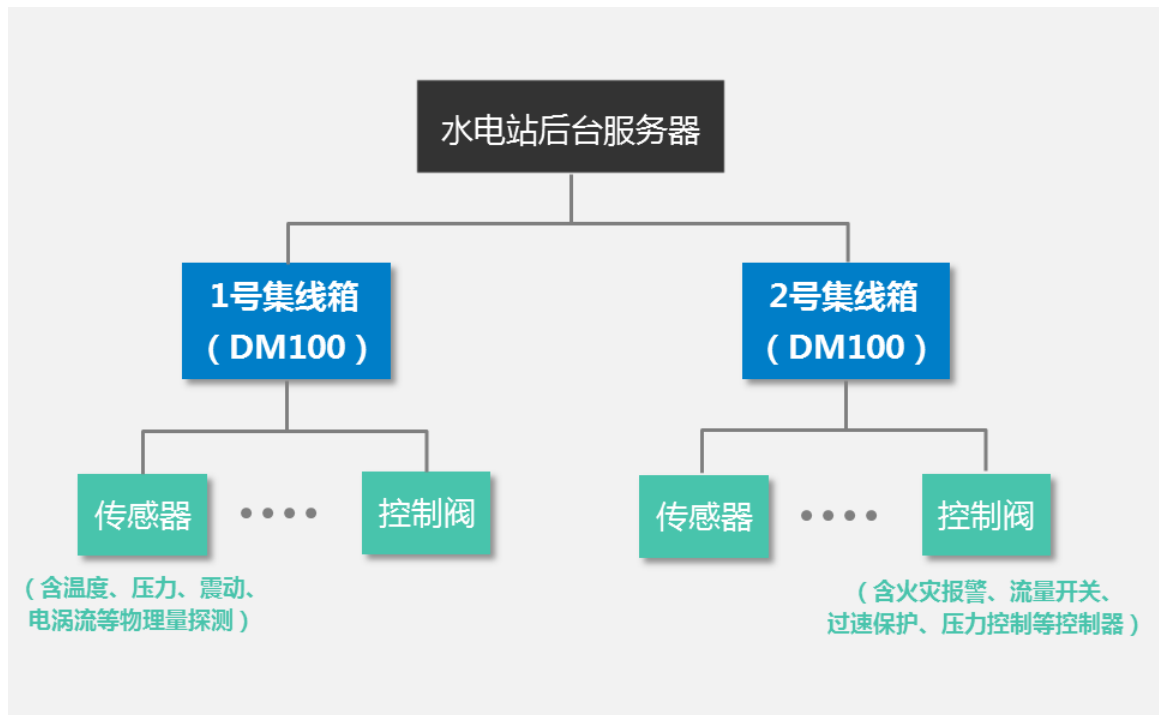 水电站后台服务器
1号集线箱
（DM100）
2号集线箱
（DM100）
传感器
控制阀
传感器
控制阀
（含温度、压力、震动、
电涡流等物理量探测）
（含火灾报警、流量开关、
过速保护、压力控制等控制器）